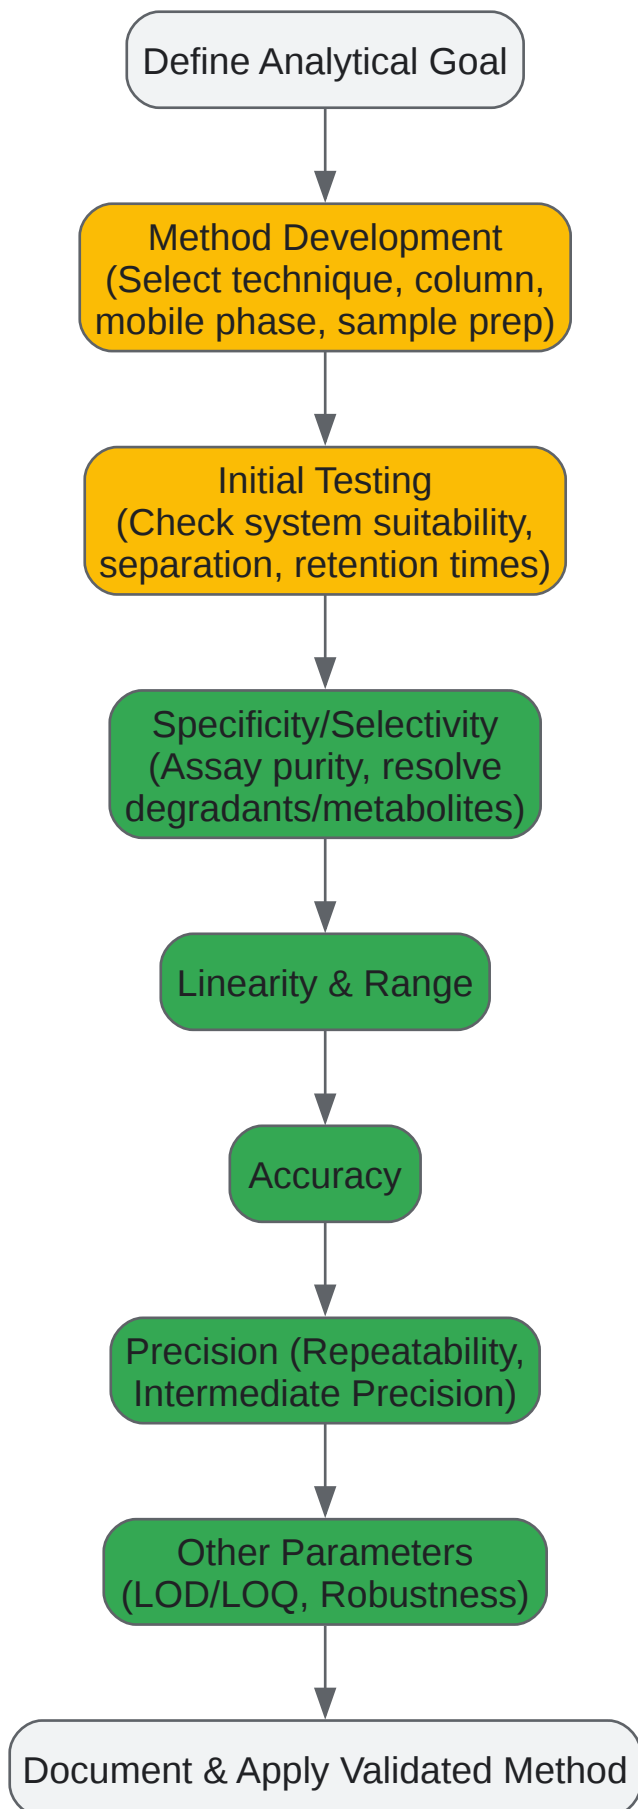 Define Analytical Goal
Method Development
(Select technique, column,
mobile phase, sample prep)
Initial Testing
(Check system suitability,
separation, retention times)
Specificity/Selectivity
(Assay purity, resolve
degradants/metabolites)
Linearity & Range
Accuracy
Precision (Repeatability,
Intermediate Precision)
Other Parameters
(LOD/LOQ, Robustness)
Document & Apply Validated Method